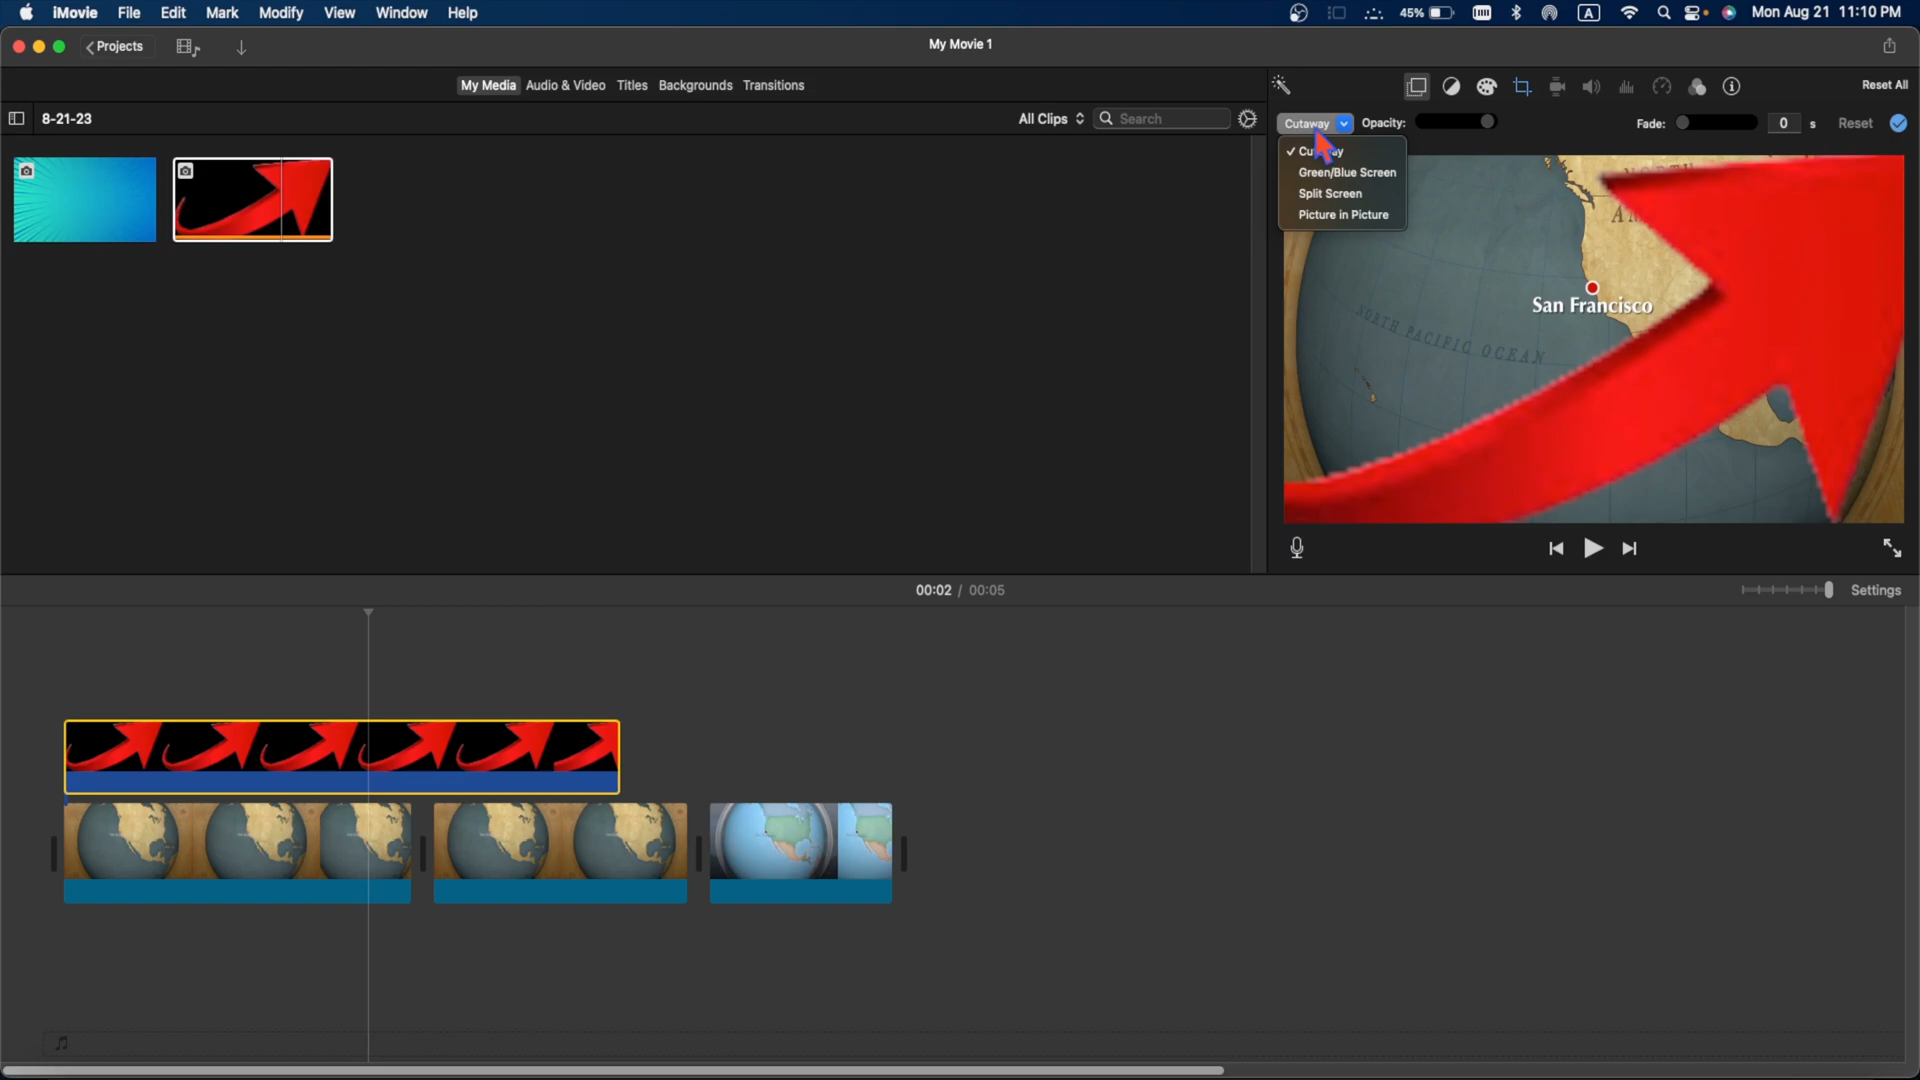 iMovie File Edit Mark Modify View Window Help 45% A Mon Aug 21 11:10 PM
Projects My Movie 1
My Media Audio & Video Titles Backgrounds Transitions Reset All
8-21-23 All Clips Search
Cutaway Opacity: Fade: 0 s Reset
Green/Blue Screen
Split Screen
Picture in Picture
San Francisco
NORTH PACIFIC OCEAN
00:02 / 00:05 Settings